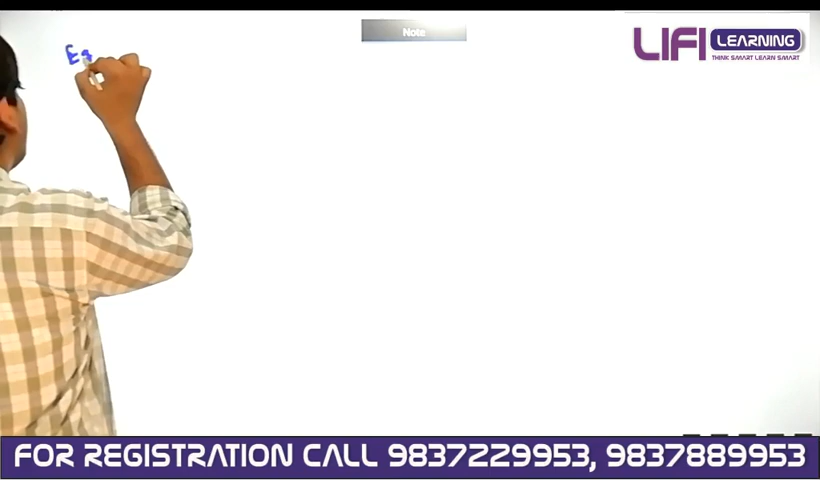 Note
LIFI LEARNING
THINK SMART LEARN SMART
FOR REGISTRATION CALL 9837229953, 9837889953